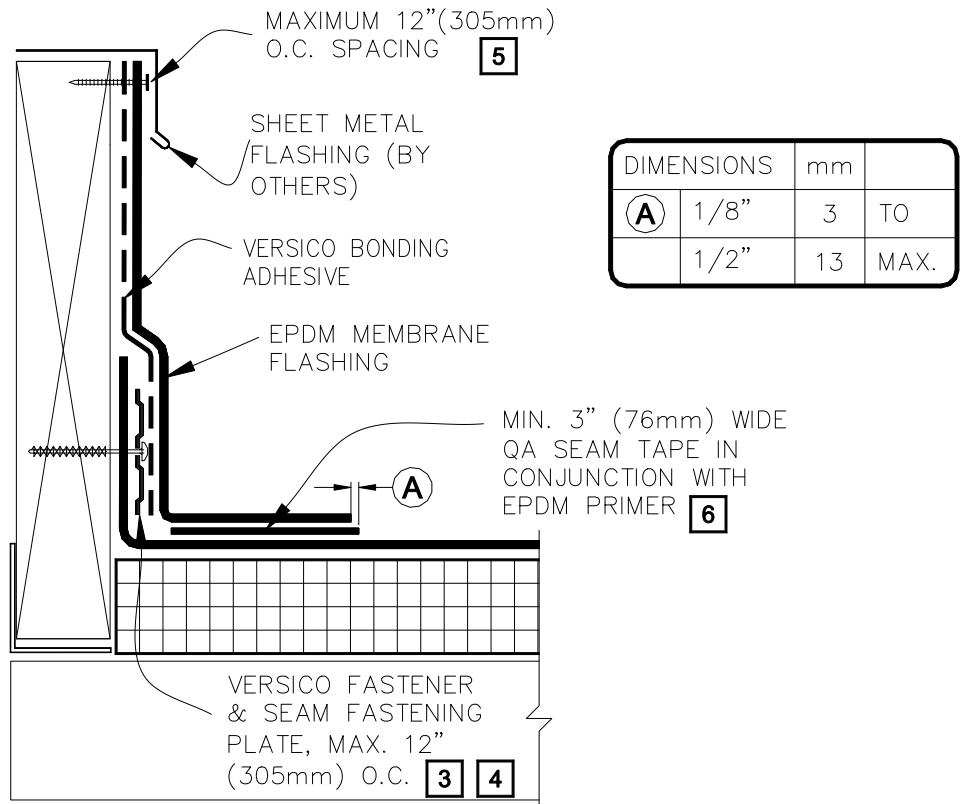 MAXIMUM 12”(305mm)
O.C. SPACING 5
SHEET METAL
FLASHING (BY
OTHERS)
DIMENSIONS mm
A 1/8” 3 TO
1/2” 13 MAX.
VERSICO BONDING
ADHESIVE
EPDM MEMBRANE
FLASHING
MIN. 3” (76mm) WIDE
QA SEAM TAPE IN
CONJUNCTION WITH
EPDM PRIMER 6
A
VERSICO FASTENER
& SEAM FASTENING
PLATE, MAX. 12”
(305mm) O.C. 3 4